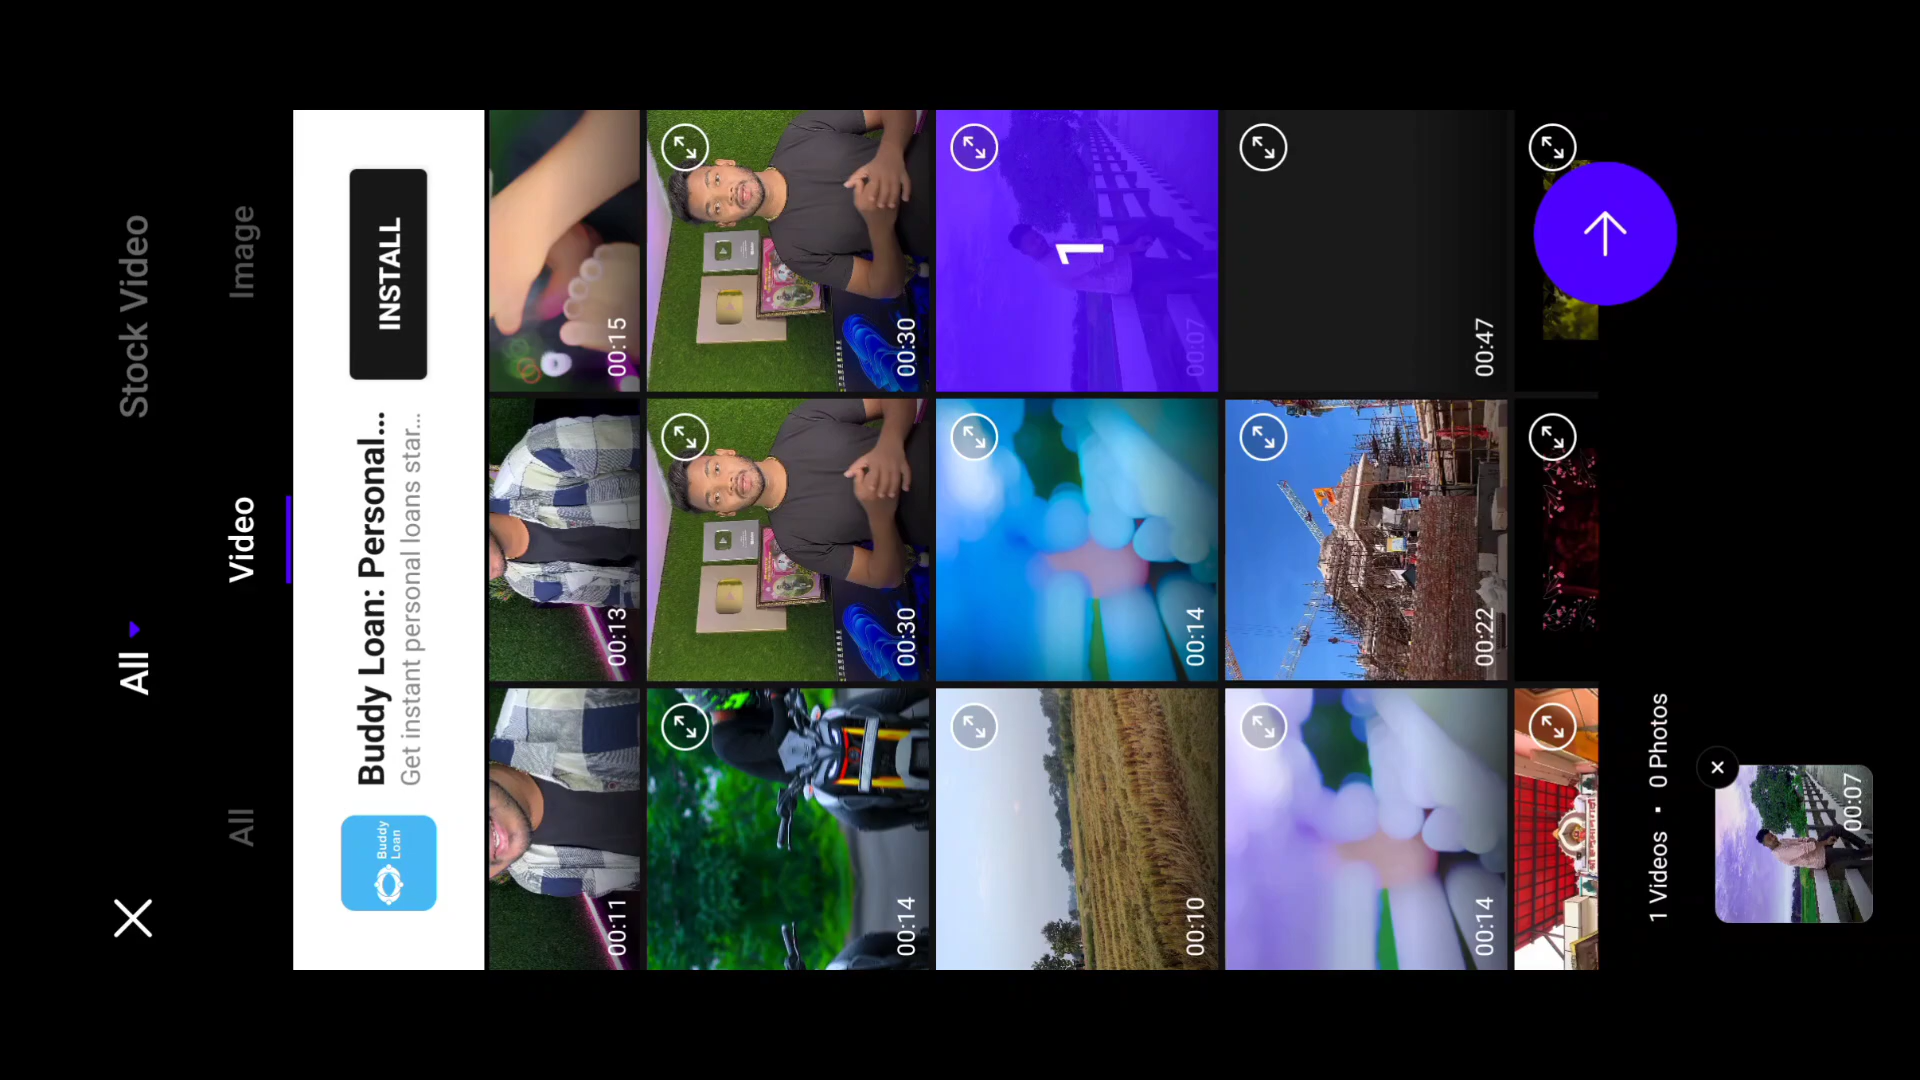 All
Stock Video
All
Video
Image
Buddy
Loan
Buddy Loan: Personal...
Get instant personal loans star...
INSTALL
00:11
00:13
00:15
00:14
00:30
00:30
1
00:10
00:14
00:07
00:14
00:22
00:47
1 Videos • 0 Photos
00:07